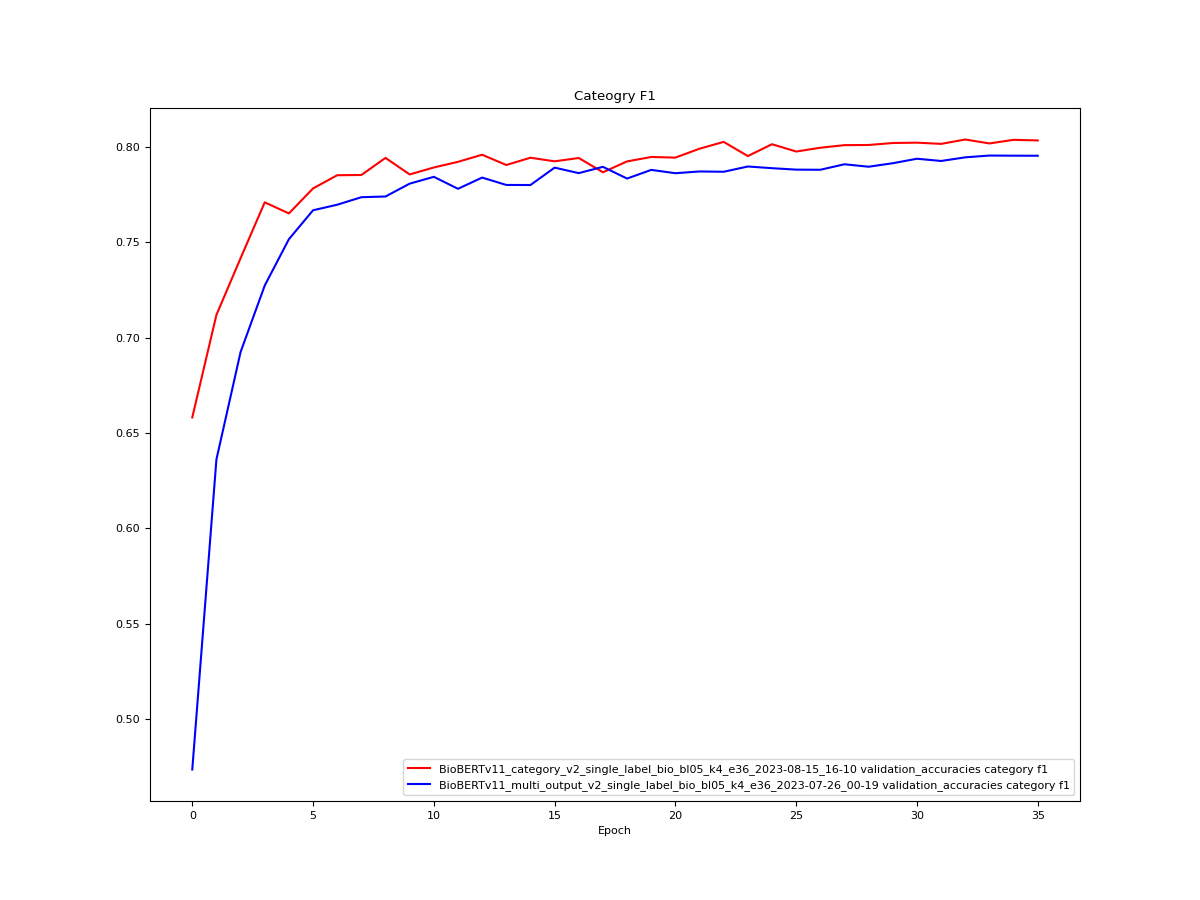 Cateogry F1
0.80
0.75
0.70
0.65
0.60
0.55
0.50
BioBERTv11_category_v2_single_label_bio_bl05_k4_e36_2023-08-15_16-10 validation_accuracies category f1
BioBERTv11_multi_output_v2_single_label_bio_bl05_k4_e36_2023-07-26_00-19 validation_accuracies category f1
0 5 10 15 20 25 30 35
Epoch